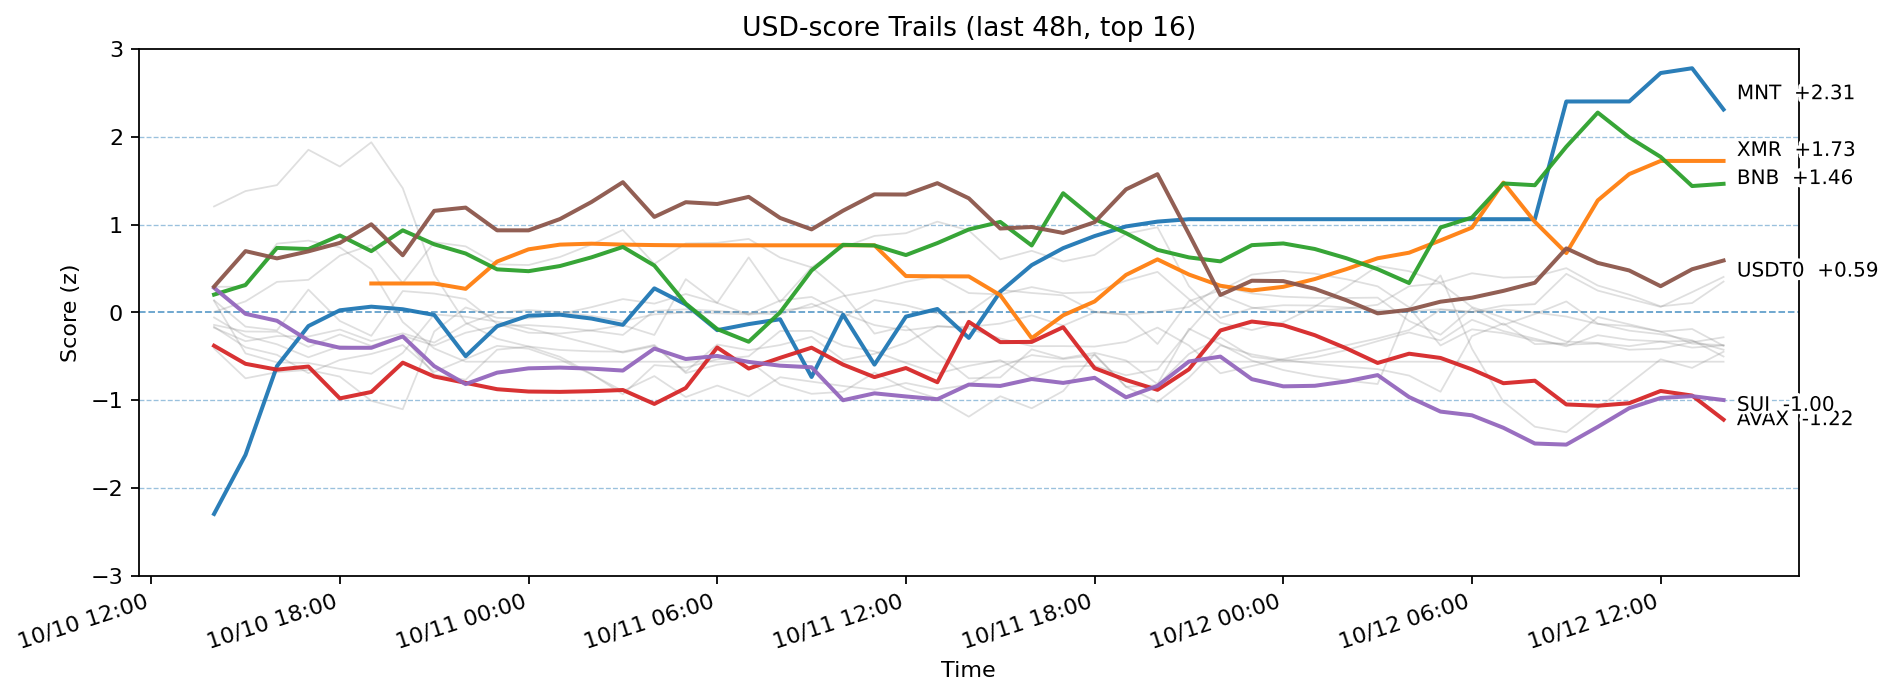 USD-score Trails (last 48h, top 16)
3
2
1
0
−1
−2
−3
Score (z)
MNT +2.31
XMR +1.73
BNB +1.46
USDT0 +0.59
SUI -1.00
AVAX -1.22
10/10 12:00
10/10 18:00
10/11 00:00
10/11 06:00
10/11 12:00
10/11 18:00
10/12 00:00
10/12 06:00
10/12 12:00
Time